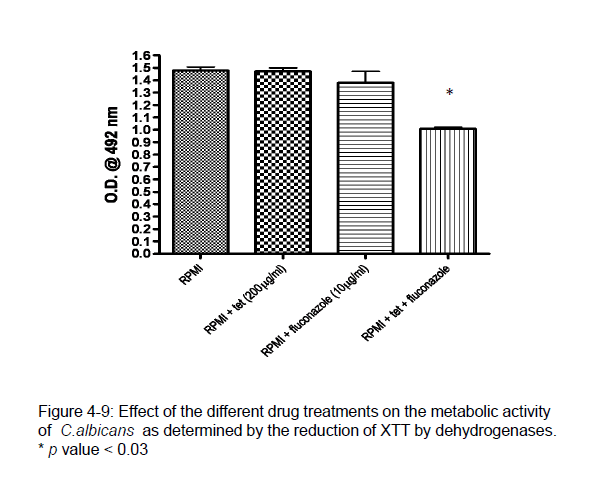 1.6
1.5
1.4
1.3
1.2
1.1
1.0
0.9
0.8
0.7
0.6
0.5
0.4
0.3
0.2
0.1
0.0
O.D. @ 492 nm
*
RPMI
RPMI + tet (200µg/ml)
RPMI + fluconazole (10µg/ml)
RPMI + tet + fluconazole
Figure 4-9: Effect of the different drug treatments on the metabolic activity
of C.albicans as determined by the reduction of XTT by dehydrogenases.
* p value < 0.03